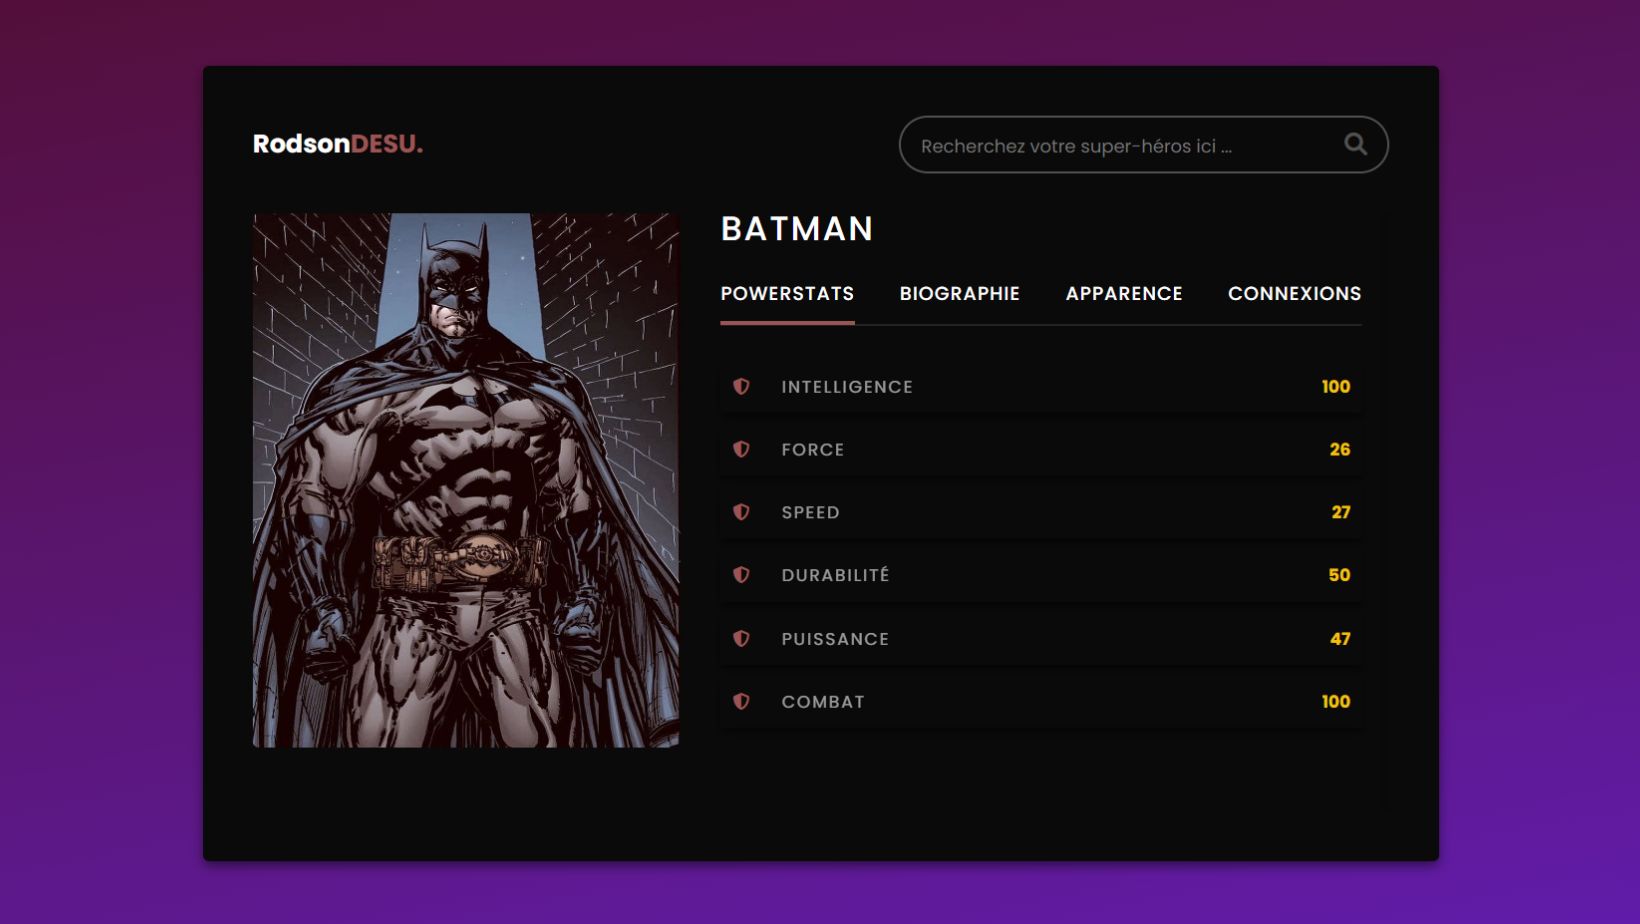 RodsonDESU.
Recherchez votre super-héros ici ...
BATMAN
POWERSTATS BIOGRAPHIE APPARENCE CONNEXIONS
INTELLIGENCE 100
FORCE 26
SPEED 27
DURABILITÉ 50
PUISSANCE 47
COMBAT 100